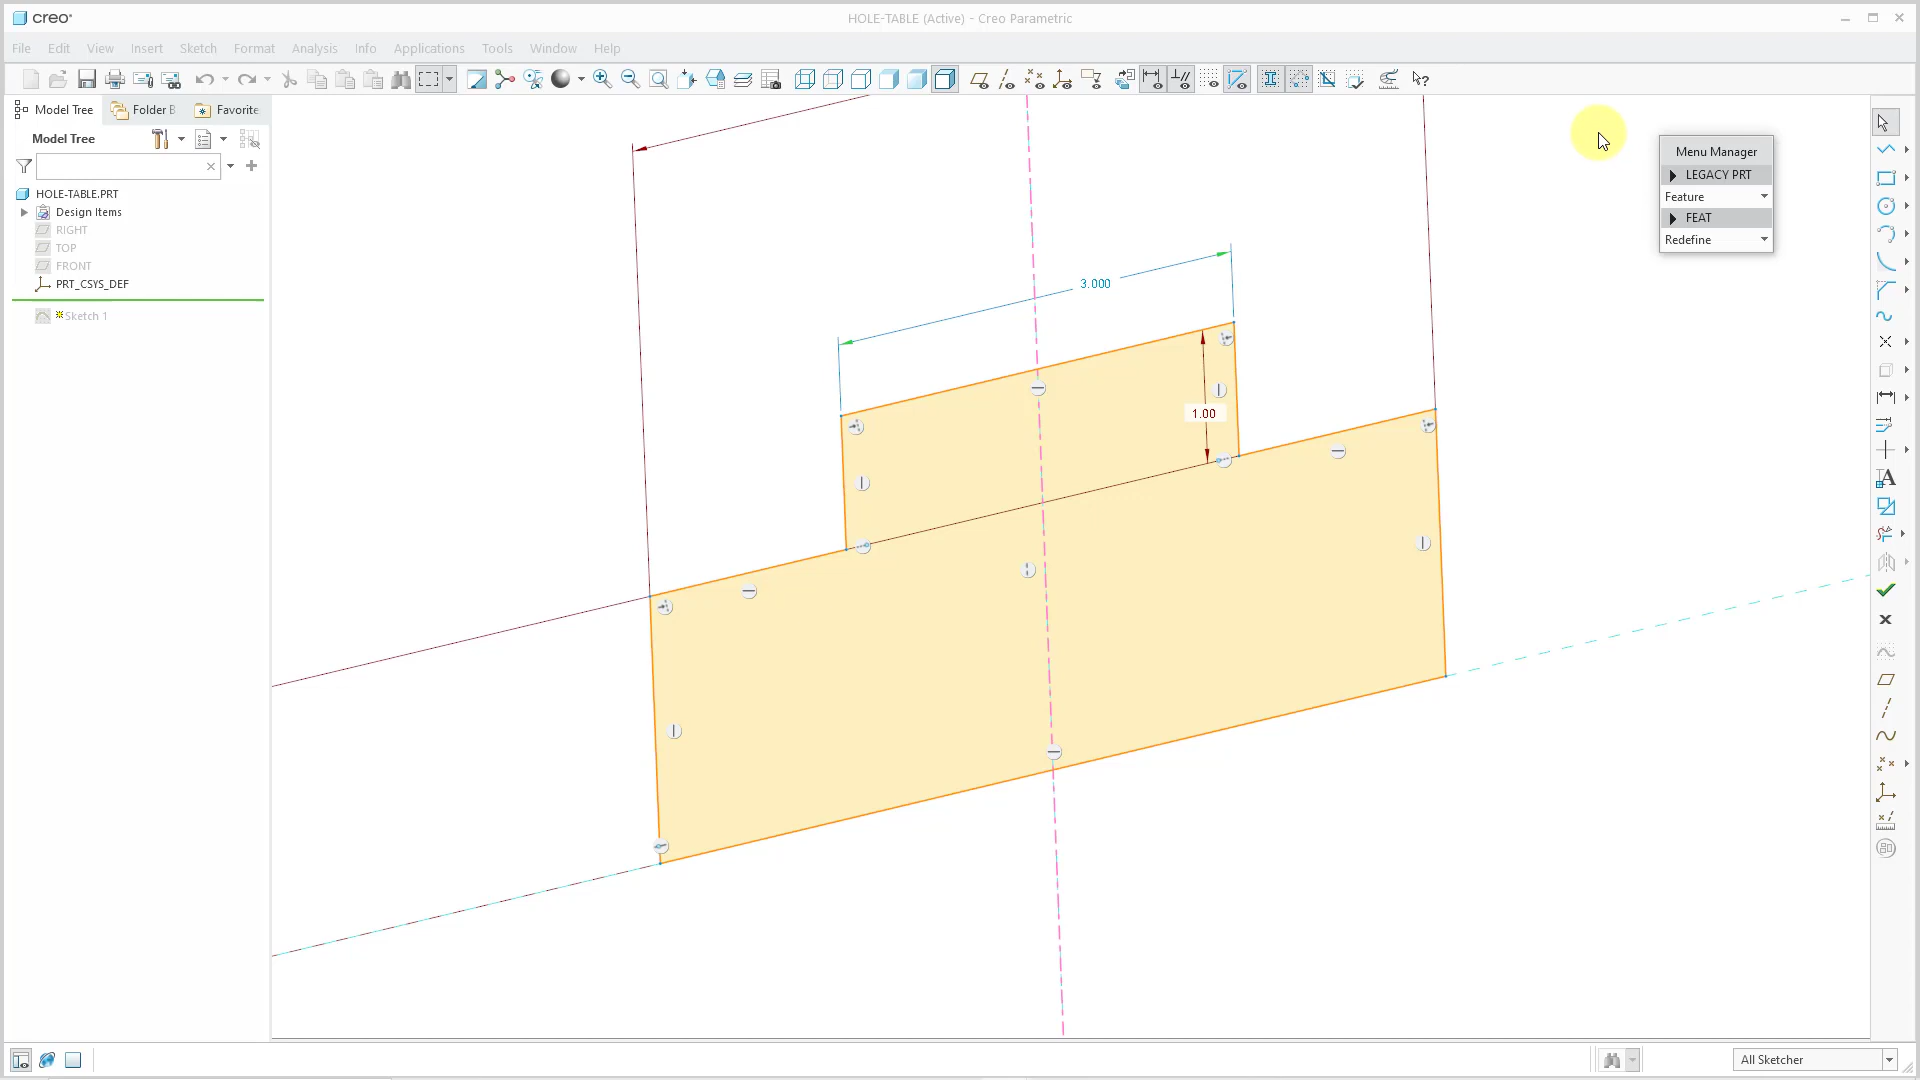 creo
HOLE-TABLE (Active) - Creo Parametric
File Edit View Insert Sketch Format Analysis Info Applications Tools Window Help
Model Tree Folder B Favorite
Model Tree
HOLE-TABLE.PRT
Design Items
RIGHT
TOP
FRONT
PRT_CSYS_DEF
Sketch 1
3.000
1.00
Menu Manager
LEGACY PRT
Feature
FEAT
Redefine
All Sketcher